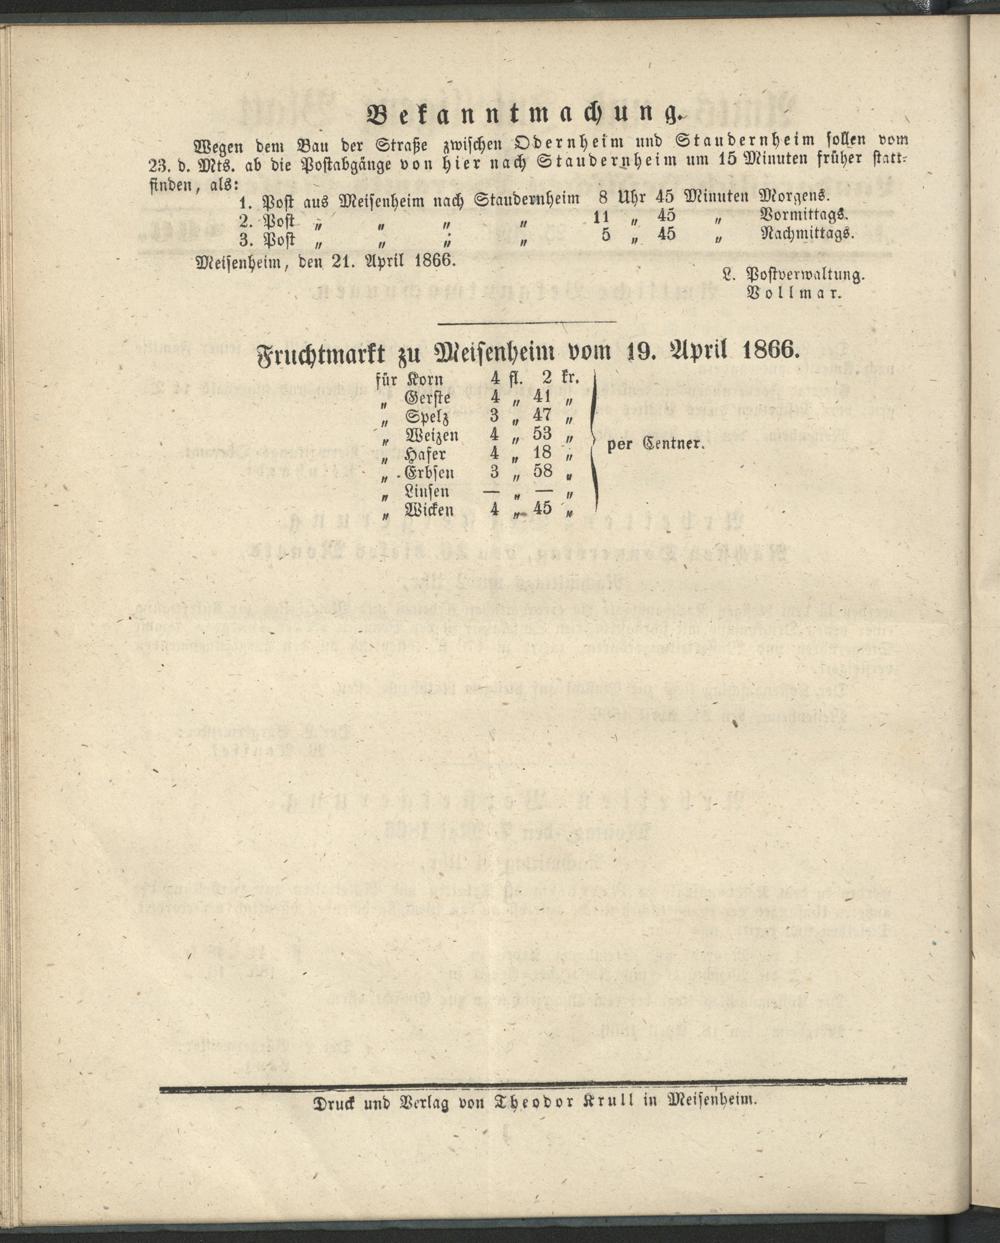 Bekanntmachung.
Wegen dem Bau der Straße zwischen Odernheim und Staudernheim sollen vom
23. d. Mts. ab die Postabgänge von hier nach Staudernheim um 15 Minuten früher statt-
finden, als:
1. Post aus Meisenheim nach Staudernheim 8 Uhr 45 Minuten Morgens.
2. Post „ „ „ „ 11 „ 45 „ Vormittags.
3. Post „ „ „ „ 5 „ 45 „ Nachmittags.
Meisenheim, den 21. April 1866.
L. Postverwaltung.
Vollmar.
Fruchtmarkt zu Meisenheim vom 19. April 1866.
für Korn 4 fl. 2 kr.
„ Gerste 4 „ 41 „
„ Spelz 3 „ 47 „
„ Weizen 4 „ 53 „
per Centner.
„ Hafer 4 „ 18 „
„ Erbsen 3 „ 58 „
„ Linsen — „ — „
„ Wicken 4 „ 45 „
Druck und Verlag von Theodor Krull in Meisenheim.